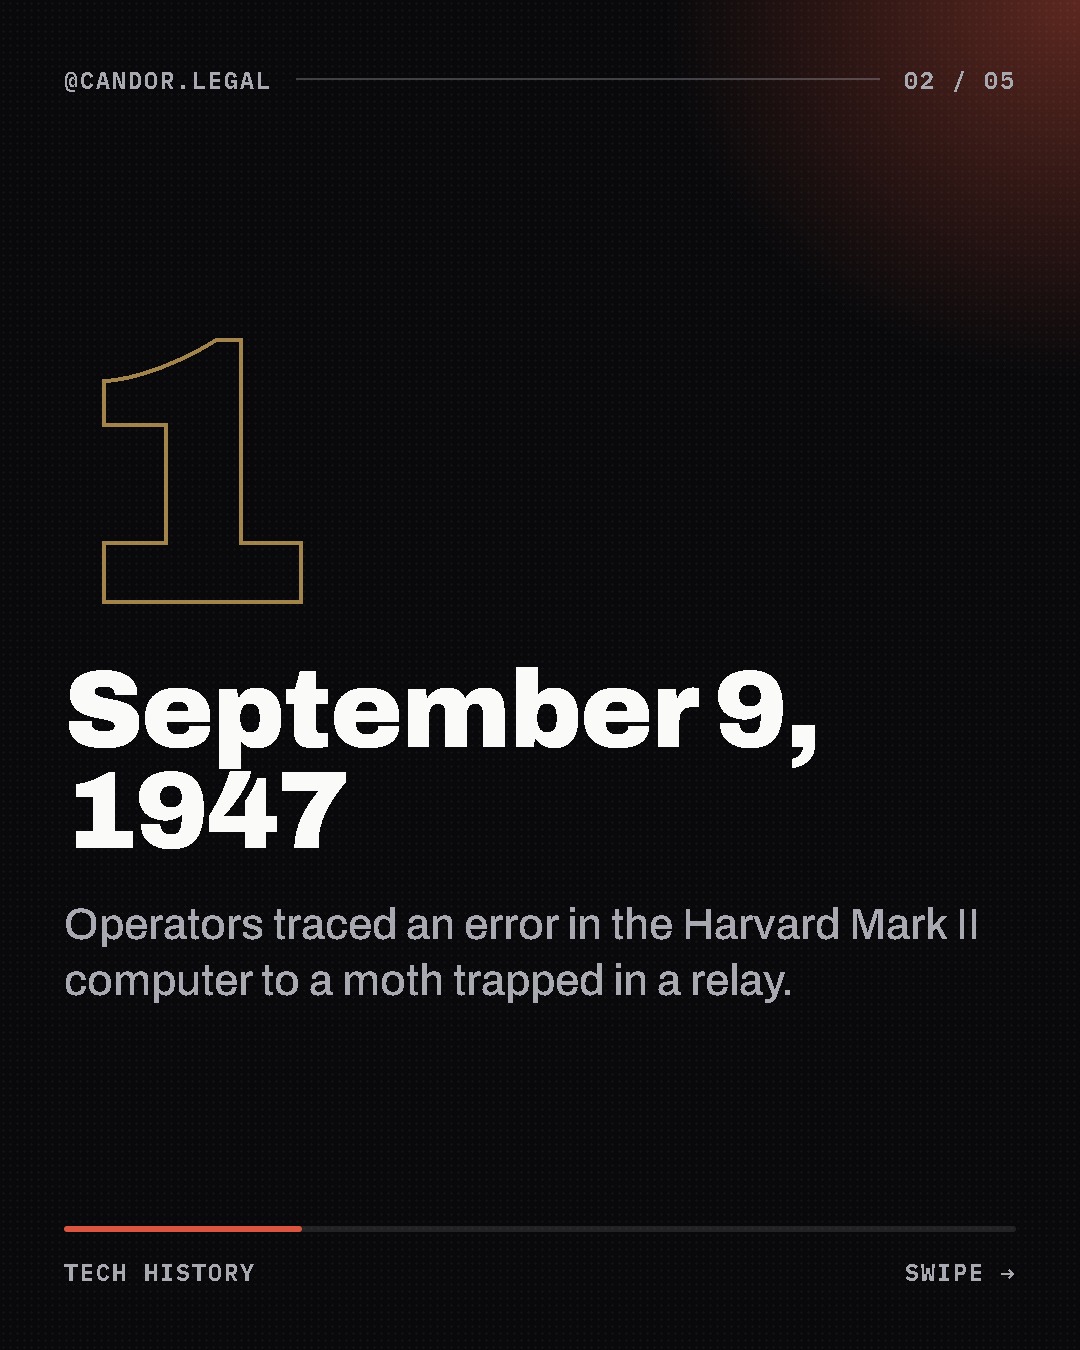 @CANDOR.LEGAL
02 / 05
1
September 9,
1947
Operators traced an error in the Harvard Mark II
computer to a moth trapped in a relay.
TECH HISTORY
SWIPE →